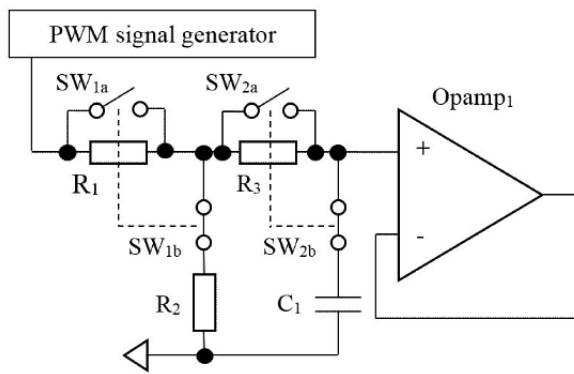 PWM signal generator
SW1a
SW2a
Opamp1
+
R1
R3
-
SW1b
SW2b
R2
C1